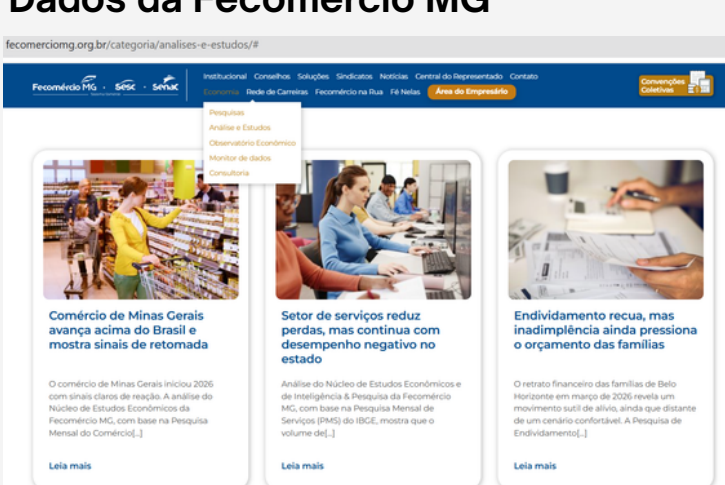 Dados da Fecomércio MG
fecomerciomg.org.br/categoria/analises-e-estudos/#
Institucional Conselhos Soluções Sindicatos Notícias Central do Representado Contato
Fecomércio MG Sesc Senac
Economia Rede de Carreiras Fecomércio na Rua Fé Nelas Área do Empresário
Convenções
Coletivas
Pesquisas
Análise e Estudos
Observatório Econômico
Monitor de dados
Consultoria
Comércio de Minas Gerais
avança acima do Brasil e
mostra sinais de retomada
O comércio de Minas Gerais iniciou 2026
com sinais claros de reação. A análise do
Núcleo de Estudos Econômicos da
Fecomércio MG, com base na Pesquisa
Mensal do Comércio[...]
Leia mais
Setor de serviços reduz
perdas, mas continua com
desempenho negativo no
estado
Análise do Núcleo de Estudos Econômicos e
de Inteligência & Pesquisa da Fecomércio
MG, com base na Pesquisa Mensal de
Serviços (PMS) do IBGE, mostra que o
volume de[...]
Leia mais
Endividamento recua, mas
inadimplência ainda pressiona
o orçamento das famílias
O retrato financeiro das famílias de Belo
Horizonte em março de 2026 revela um
movimento sutil de alívio, ainda que distante
de um cenário confortável. A Pesquisa de
Endividamento[...]
Leia mais